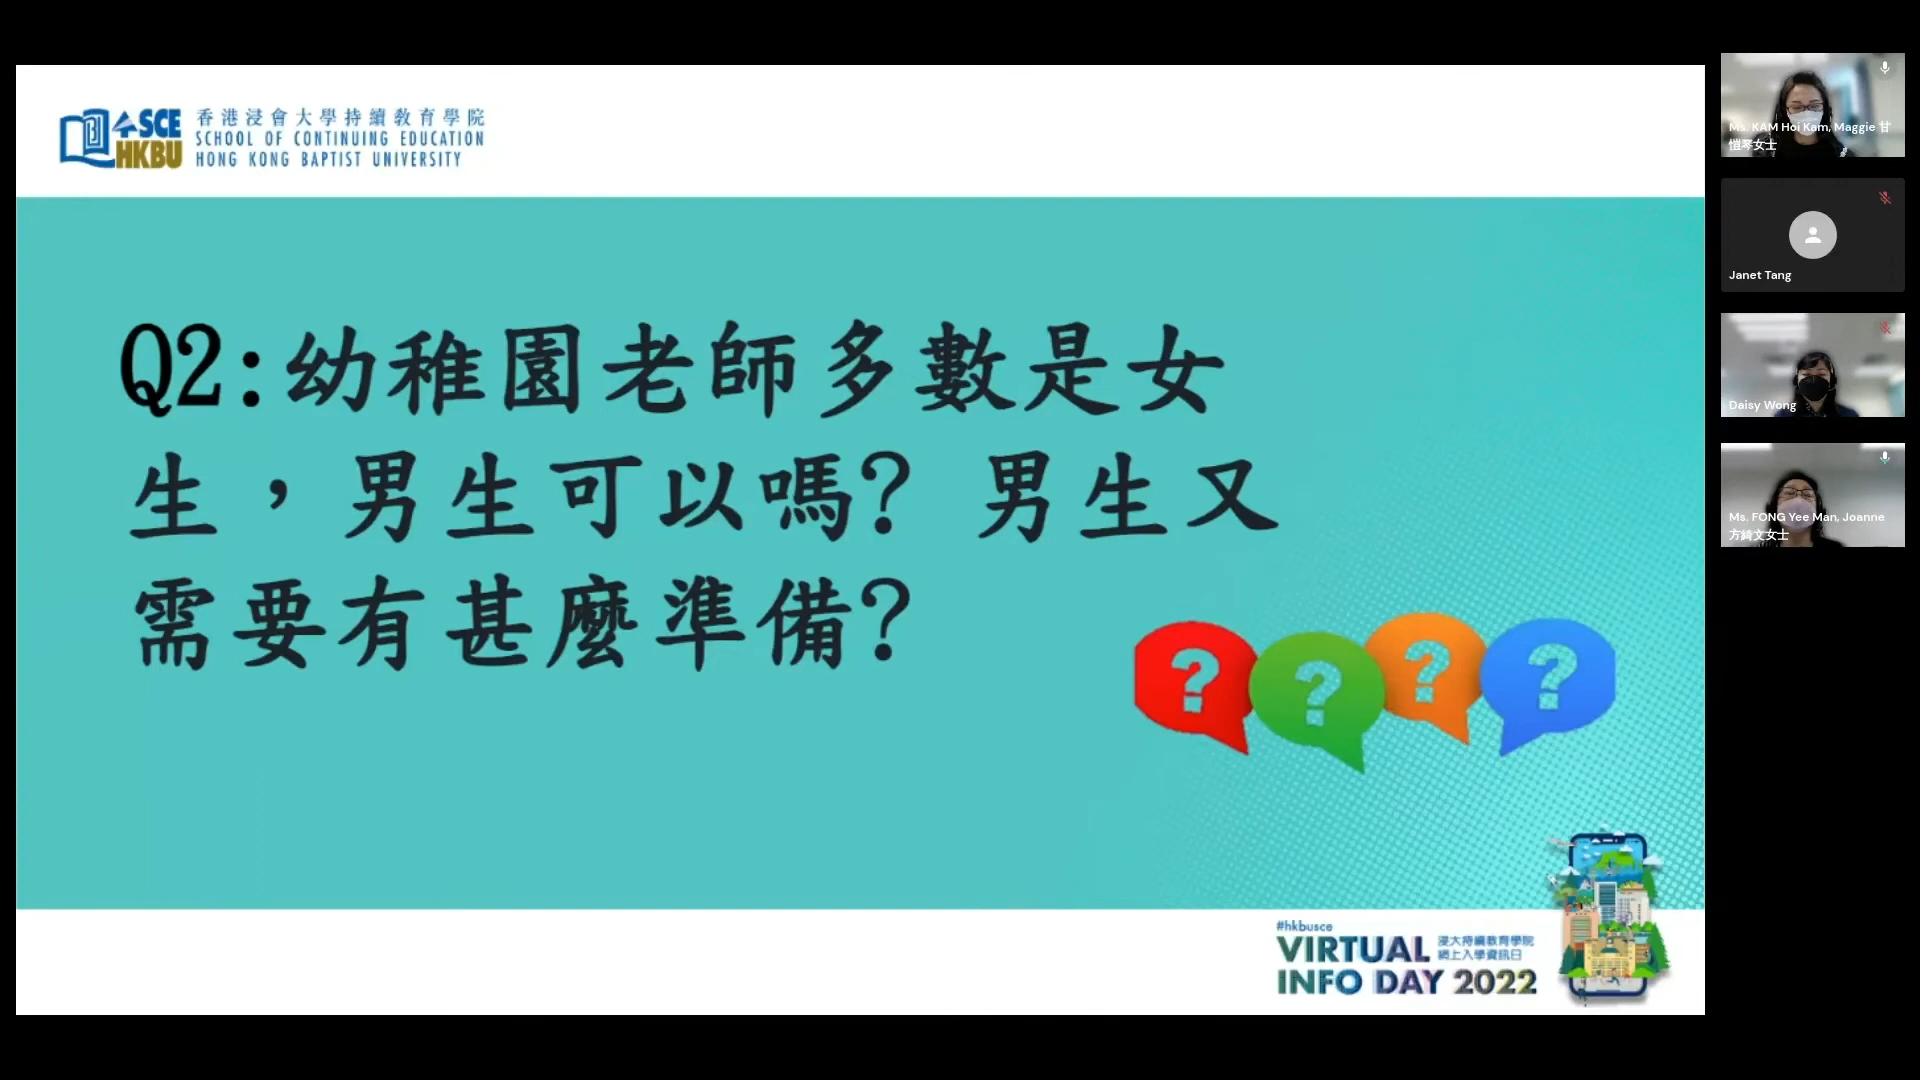 SCE
HKBU
香港浸會大學持續教育學院
SCHOOL OF CONTINUING EDUCATION
HONG KONG BAPTIST UNIVERSITY
Q2:幼稚園老師多數是女
生，男生可以嗎? 男生又
需要有甚麼準備?
? ? ? ?
#hkbusce
VIRTUAL
INFO DAY 2022
浸大持續教育學院
網上入學資訊日
Ms. KAM Hoi Kam, Maggie 甘
愷琴女士
Janet Tang
Daisy Wong
Ms. FONG Yee Man, Joanne
方綺文女士